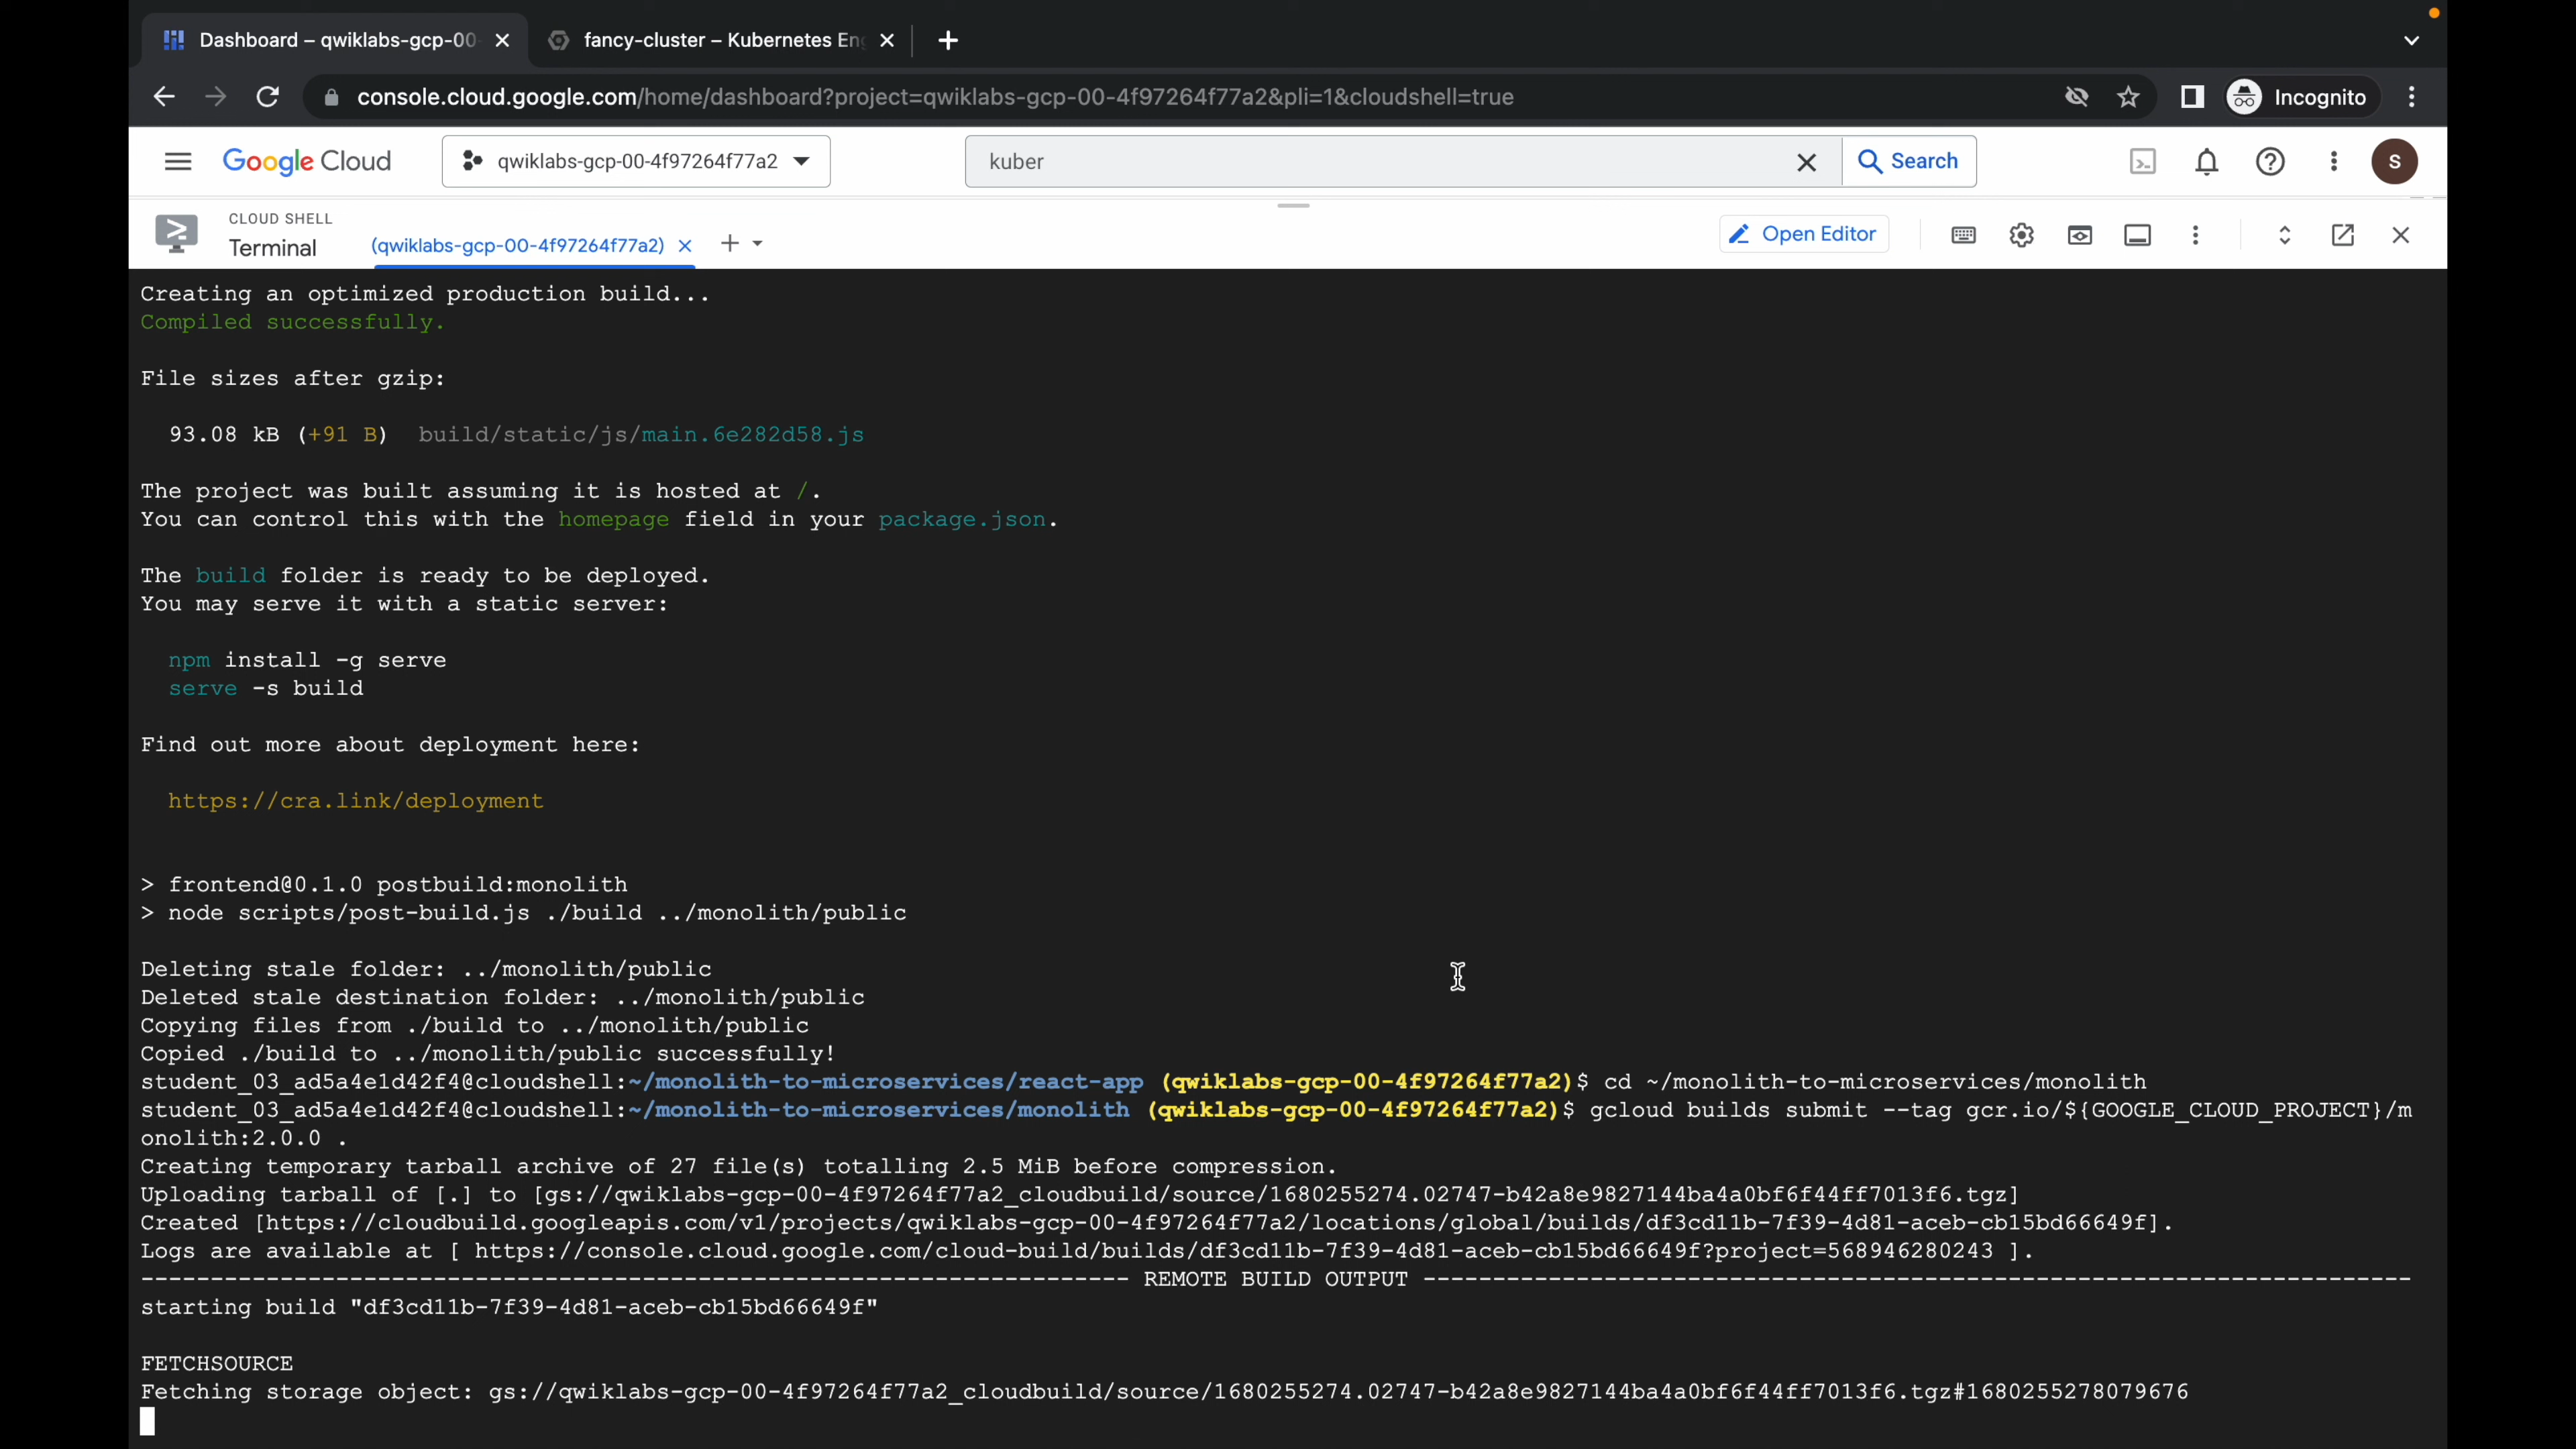 Dashboard – qwiklabs-gcp-00-
fancy-cluster – Kubernetes Eng
console.cloud.google.com/home/dashboard?project=qwiklabs-gcp-00-4f97264f77a2&pli=1&cloudshell=true
Incognito
Google Cloud
qwiklabs-gcp-00-4f97264f77a2
kuber
Search
S
CLOUD SHELL
Terminal
(qwiklabs-gcp-00-4f97264f77a2)
Open Editor
Creating an optimized production build...
Compiled successfully.
File sizes after gzip:
93.08 kB (+91 B)  build/static/js/main.6e282d58.js
The project was built assuming it is hosted at /.
You can control this with the homepage field in your package.json.
The build folder is ready to be deployed.
You may serve it with a static server:
npm install -g serve
serve -s build
Find out more about deployment here:
https://cra.link/deployment
> frontend@0.1.0 postbuild:monolith
> node scripts/post-build.js ./build ../monolith/public
Deleting stale folder: ../monolith/public
Deleted stale destination folder: ../monolith/public
Copying files from ./build to ../monolith/public
Copied ./build to ../monolith/public successfully!
student_03_ad5a4e1d42f4@cloudshell:~/monolith-to-microservices/react-app (qwiklabs-gcp-00-4f97264f77a2)$ cd ~/monolith-to-microservices/monolith
student_03_ad5a4e1d42f4@cloudshell:~/monolith-to-microservices/monolith (qwiklabs-gcp-00-4f97264f77a2)$ gcloud builds submit --tag gcr.io/${GOOGLE_CLOUD_PROJECT}/m
onolith:2.0.0 .
Creating temporary tarball archive of 27 file(s) totalling 2.5 MiB before compression.
Uploading tarball of [.] to [gs://qwiklabs-gcp-00-4f97264f77a2_cloudbuild/source/1680255274.02747-b42a8e9827144ba4a0bf6f44ff7013f6.tgz]
Created [https://cloudbuild.googleapis.com/v1/projects/qwiklabs-gcp-00-4f97264f77a2/locations/global/builds/df3cd11b-7f39-4d81-aceb-cb15bd66649f].
Logs are available at [ https://console.cloud.google.com/cloud-build/builds/df3cd11b-7f39-4d81-aceb-cb15bd66649f?project=568946280243 ].
----------------------------------------------------------------------- REMOTE BUILD OUTPUT -----------------------------------------------------------------------
starting build "df3cd11b-7f39-4d81-aceb-cb15bd66649f"
FETCHSOURCE
Fetching storage object: gs://qwiklabs-gcp-00-4f97264f77a2_cloudbuild/source/1680255274.02747-b42a8e9827144ba4a0bf6f44ff7013f6.tgz#1680255278079676